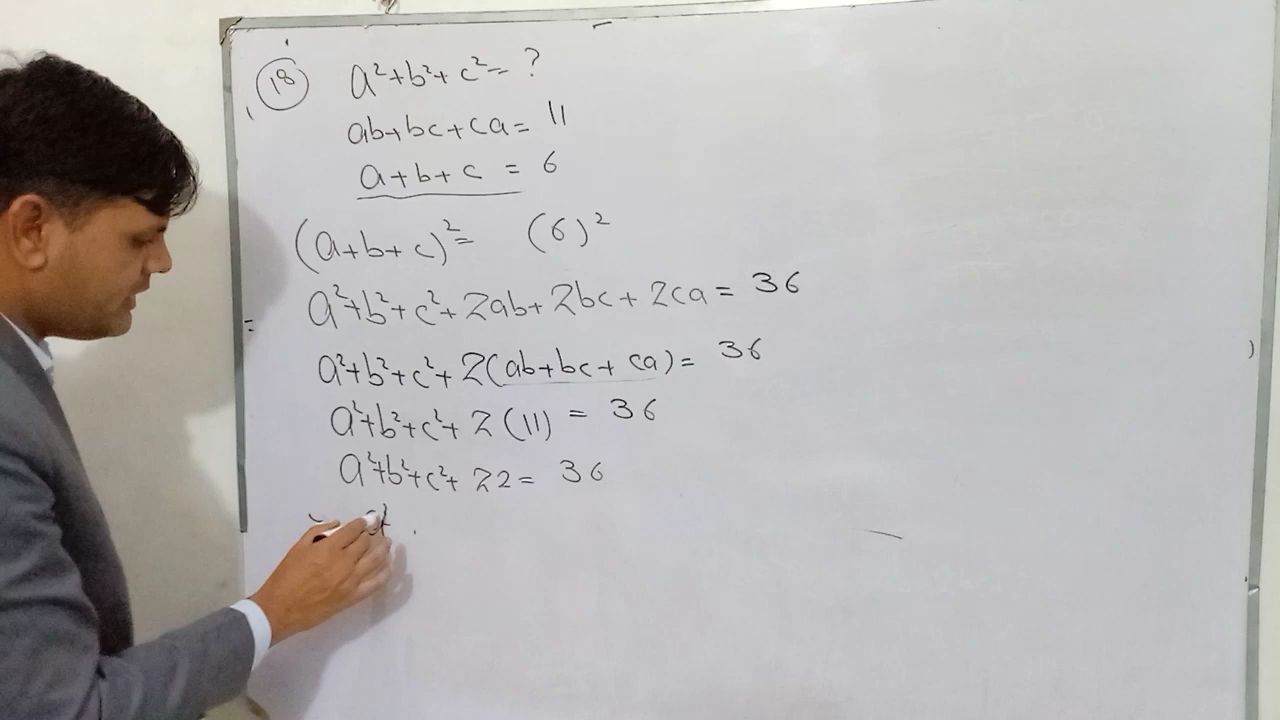 18 a²+b²+c²= ?
ab+bc+ca= 11
a+b+c = 6
(a+b+c)²= (6)²
a²+b²+c²+2ab+2bc+2ca= 36
a²+b²+c²+2(ab+bc+ca)= 36
a²+b²+c²+2(11) = 36
a²+b²+c²+22= 36